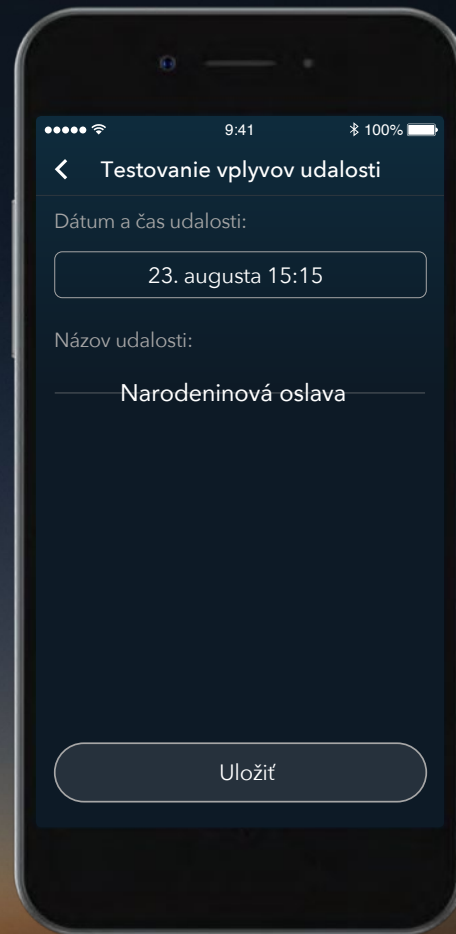 9:41
100%
Testovanie vplyvov udalosti
Dátum a čas udalosti:
23. augusta 15:15
Názov udalosti:
Narodeninová oslava
Uložiť